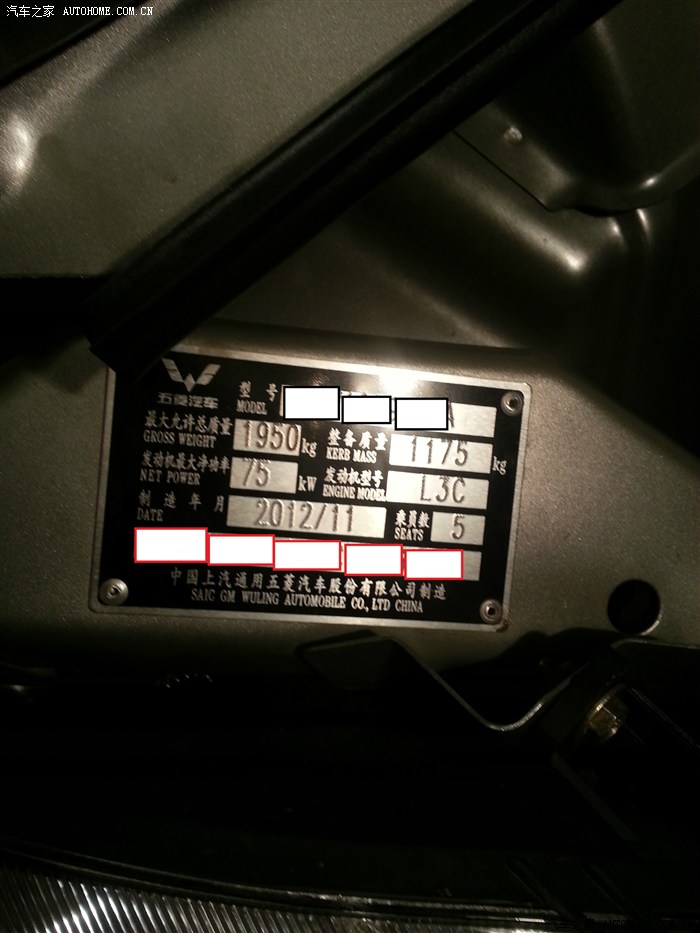 汽车之家 AUTOHOME.COM.CN
五菱汽车
型号
MODEL A
最大允许总质量 1950 kg 整备质量 1175 kg
GROSS WEIGHT KERB MASS
发动机最大净功率 75 kW 发动机型号 L3C
NET POWER ENGINE MODEL
制造年月 2012/11 乘员数 5
DATE SEATS
中国上汽通用五菱汽车股份有限公司制造
SAIC GM WULING AUTOMOBILE CO., LTD CHINA